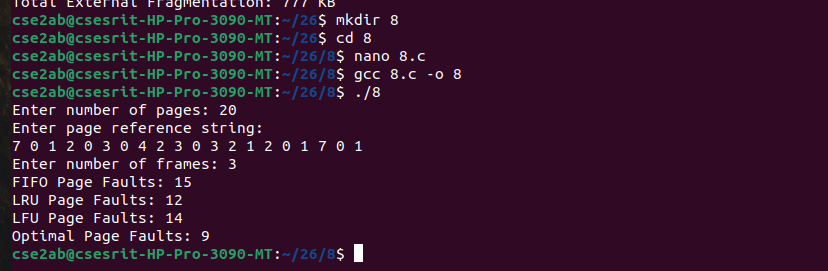 Total External Fragmentation: 777 KB
cse2ab@csesrit-HP-Pro-3090-MT:~/26$ mkdir 8
cse2ab@csesrit-HP-Pro-3090-MT:~/26$ cd 8
cse2ab@csesrit-HP-Pro-3090-MT:~/26/8$ nano 8.c
cse2ab@csesrit-HP-Pro-3090-MT:~/26/8$ gcc 8.c -o 8
cse2ab@csesrit-HP-Pro-3090-MT:~/26/8$ ./8
Enter number of pages: 20
Enter page reference string:
7 0 1 2 0 3 0 4 2 3 0 3 2 1 2 0 1 7 0 1
Enter number of frames: 3
FIFO Page Faults: 15
LRU Page Faults: 12
LFU Page Faults: 14
Optimal Page Faults: 9
cse2ab@csesrit-HP-Pro-3090-MT:~/26/8$